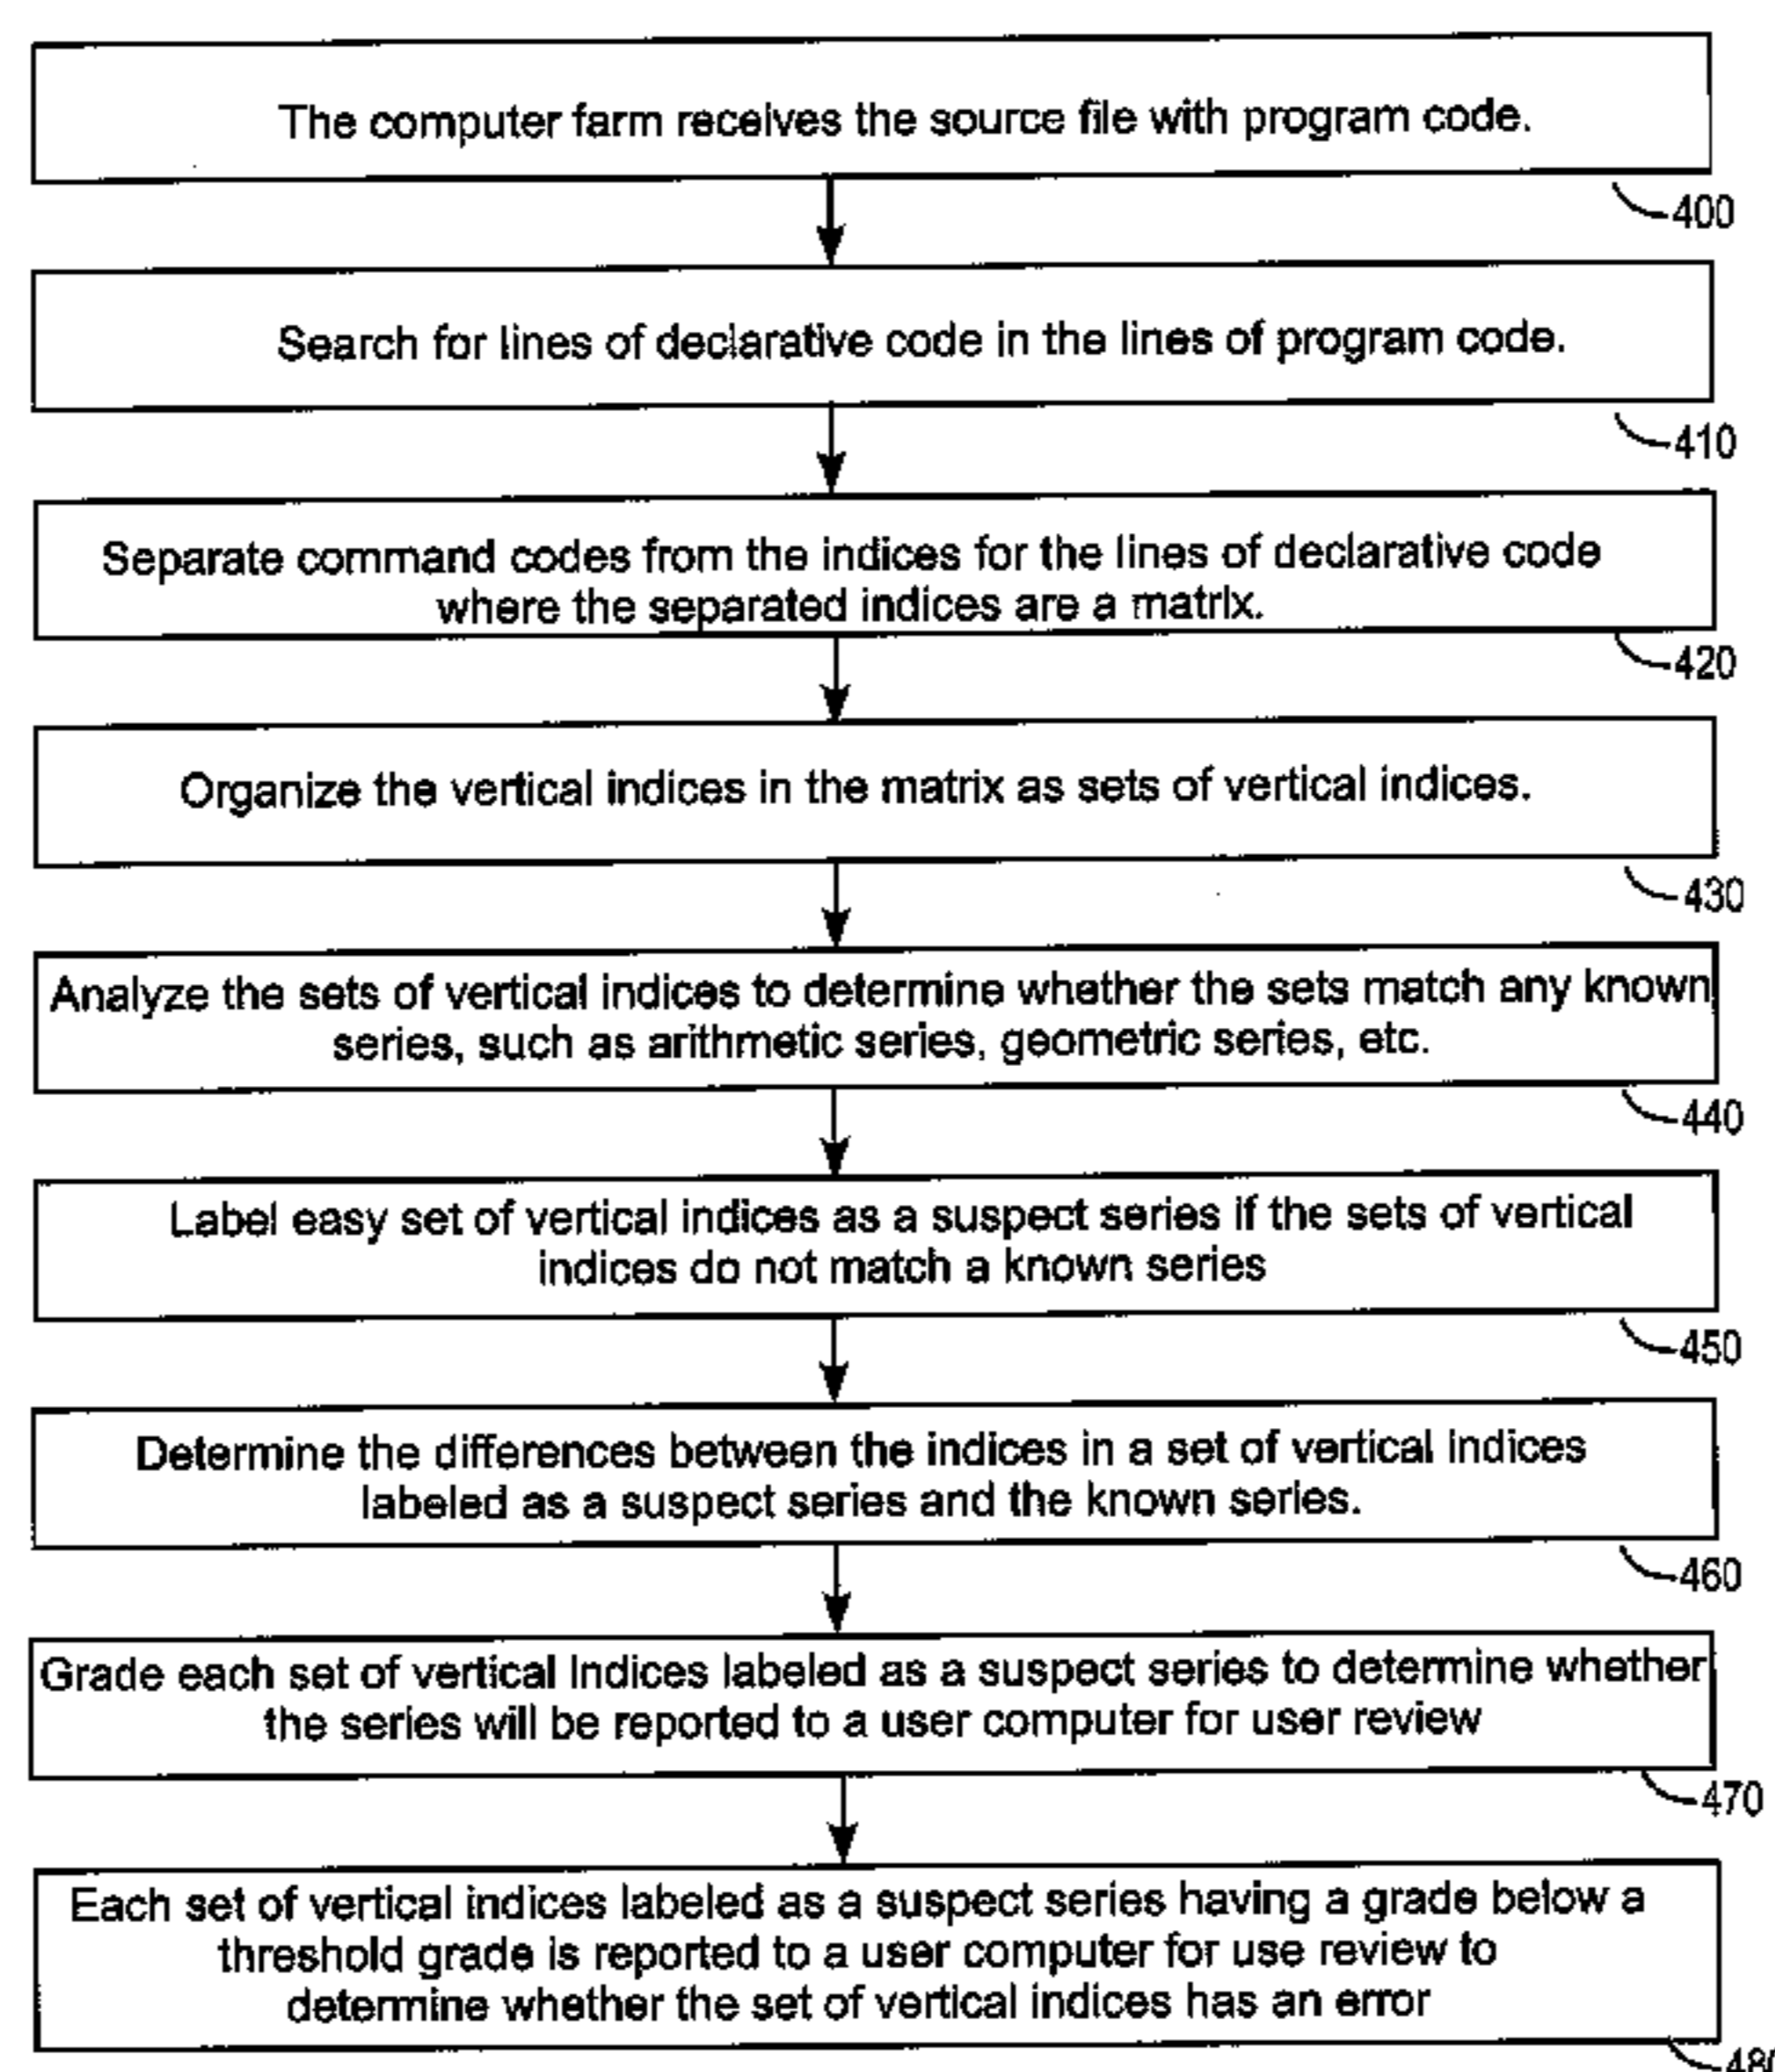 The computer farm receives the source file with program code.
400
Search for lines of declarative code in the lines of program code.
410
Separate command codes from the indices for the lines of declarative code
where the separated indices are a matrix.
420
Organize the vertical indices in the matrix as sets of vertical indices.
430
Analyze the sets of vertical indices to determine whether the sets match any known
series, such as arithmetic series, geometric series, etc.
440
Label easy set of vertical indices as a suspect series if the sets of vertical
indices do not match a known series
450
Determine the differences between the indices in a set of vertical indices
labeled as a suspect series and the known series.
460
Grade each set of vertical Indices labeled as a suspect series to determine whether
the series will be reported to a user computer for user review
470
Each set of vertical indices labeled as a suspect series having a grade below a
threshold grade is reported to a user computer for use review to
determine whether the set of vertical indices has an error
480